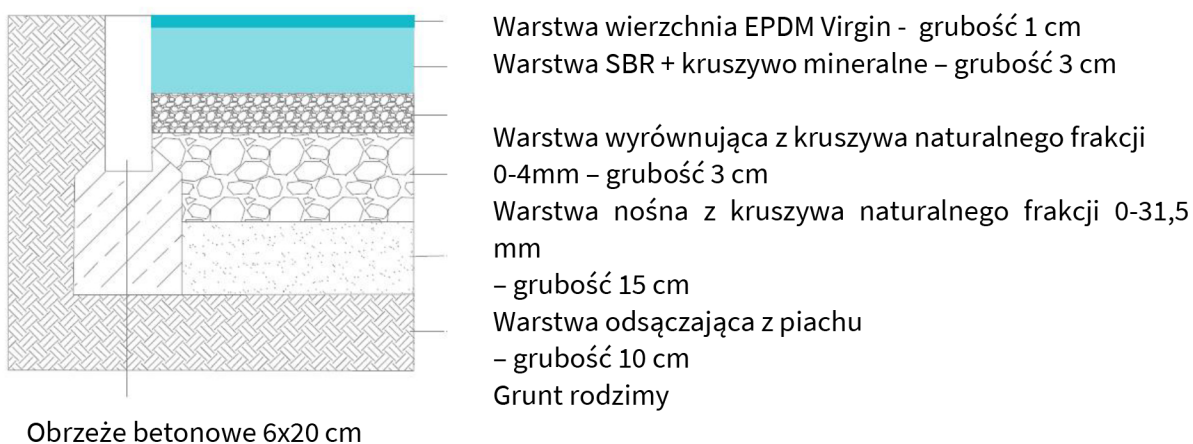 Warstwa wierzchnia EPDM Virgin - grubość 1 cm
Warstwa SBR + kruszywo mineralne – grubość 3 cm
Warstwa wyrównująca z kruszywa naturalnego frakcji
0-4mm – grubość 3 cm
Warstwa nośna z kruszywa naturalnego frakcji 0-31,5
mm
– grubość 15 cm
Warstwa odsączająca z piachu
– grubość 10 cm
Grunt rodzimy
Obrzeże betonowe 6x20 cm